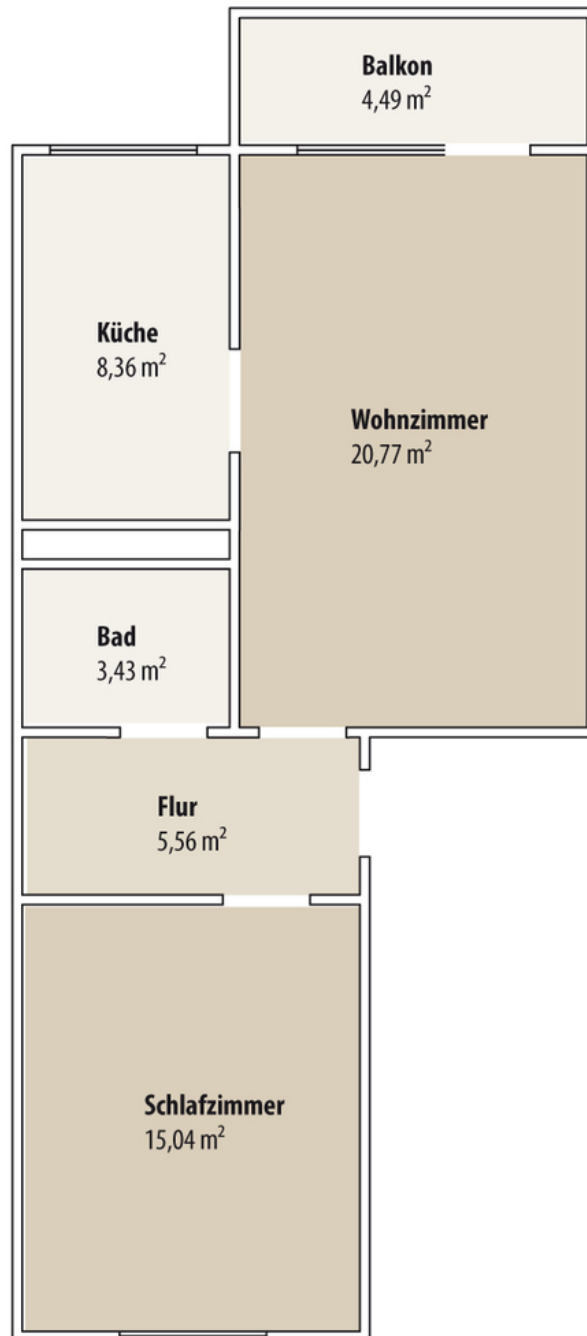 Balkon
4,49 m²
Küche
8,36 m²
Wohnzimmer
20,77 m²
Bad
3,43 m²
Flur
5,56 m²
Schlafzimmer
15,04 m²